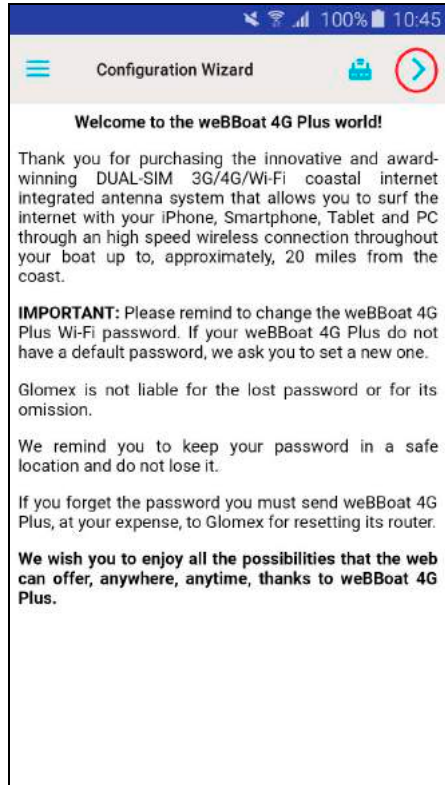 100% 10:45
Configuration Wizard
Welcome to the weBBoat 4G Plus world!
Thank you for purchasing the innovative and award-
winning DUAL-SIM 3G/4G/Wi-Fi coastal internet
integrated antenna system that allows you to surf the
internet with your iPhone, Smartphone, Tablet and PC
through an high speed wireless connection throughout
your boat up to, approximately, 20 miles from the
coast.
IMPORTANT: Please remind to change the weBBoat 4G
Plus Wi-Fi password. If your weBBoat 4G Plus do not
have a default password, we ask you to set a new one.
Glomex is not liable for the lost password or for its
omission.
We remind you to keep your password in a safe
location and do not lose it.
If you forget the password you must send weBBoat 4G
Plus, at your expense, to Glomex for resetting its router.
We wish you to enjoy all the possibilities that the web
can offer, anywhere, anytime, thanks to weBBoat 4G
Plus.